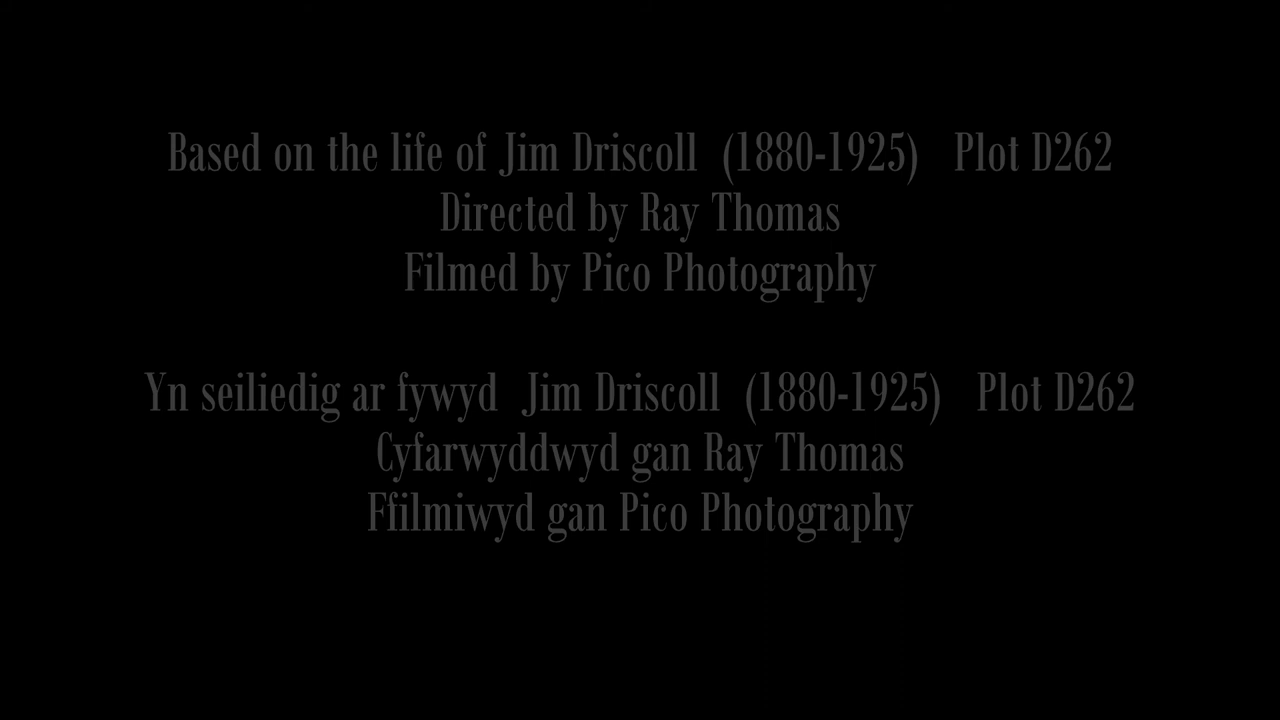 Based on the life of Jim Driscoll (1880-1925) Plot D262
Directed by Ray Thomas
Filmed by Pico Photography
Yn seiliedig ar fywyd Jim Driscoll (1880-1925) Plot D262
Cyfarwyddwyd gan Ray Thomas
Ffilmiwyd gan Pico Photography